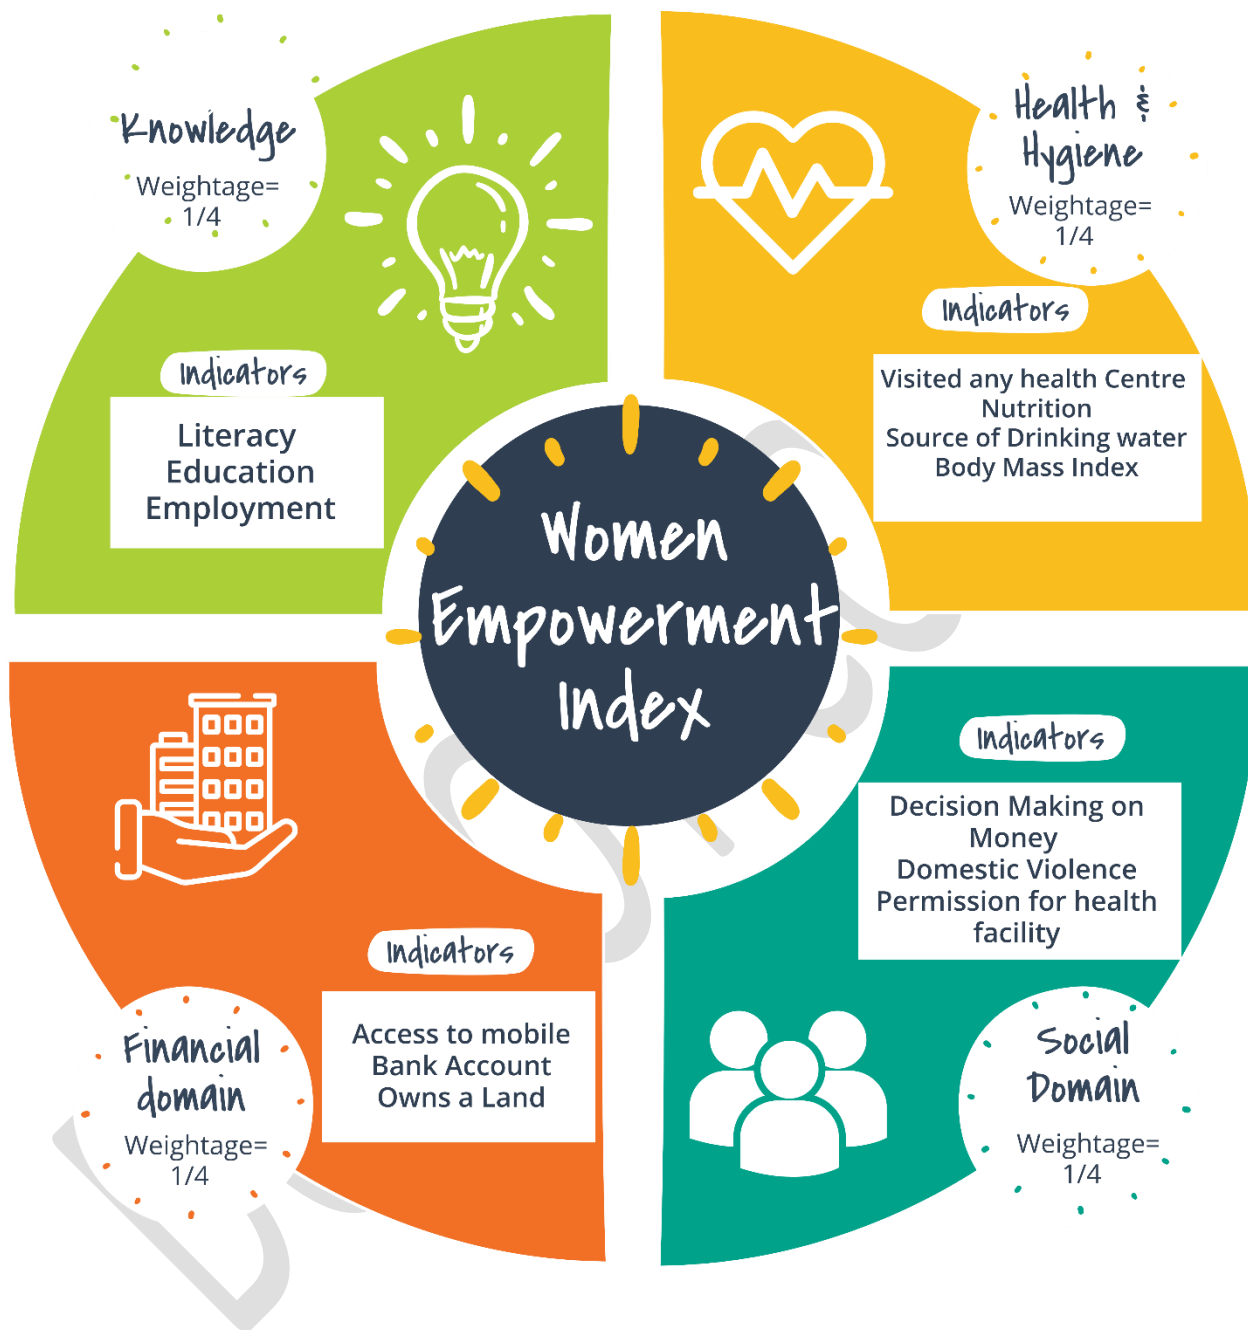 Knowledge
Weightage=
1/4
Indicators
Literacy
Education
Employment
Health &
Hygiene
Weightage=
1/4
Indicators
Visited any health Centre
Nutrition
Source of Drinking water
Body Mass Index
Women
Empowerment
Index
Financial
domain
Weightage=
1/4
Indicators
Access to mobile
Bank Account
Owns a Land
Indicators
Decision Making on
Money
Domestic Violence
Permission for health
facility
Social
Domain
Weightage=
1/4